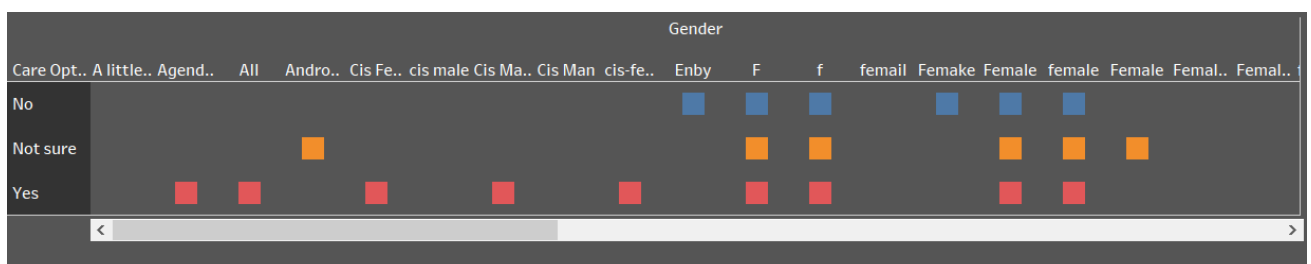 Gender
Care Opt.. A little.. Agend.. All Andro.. Cis Fe.. cis male Cis Ma.. Cis Man cis-fe.. Enby F f femail Femake Female female Female Femal.. Femal..
No
Not sure
Yes